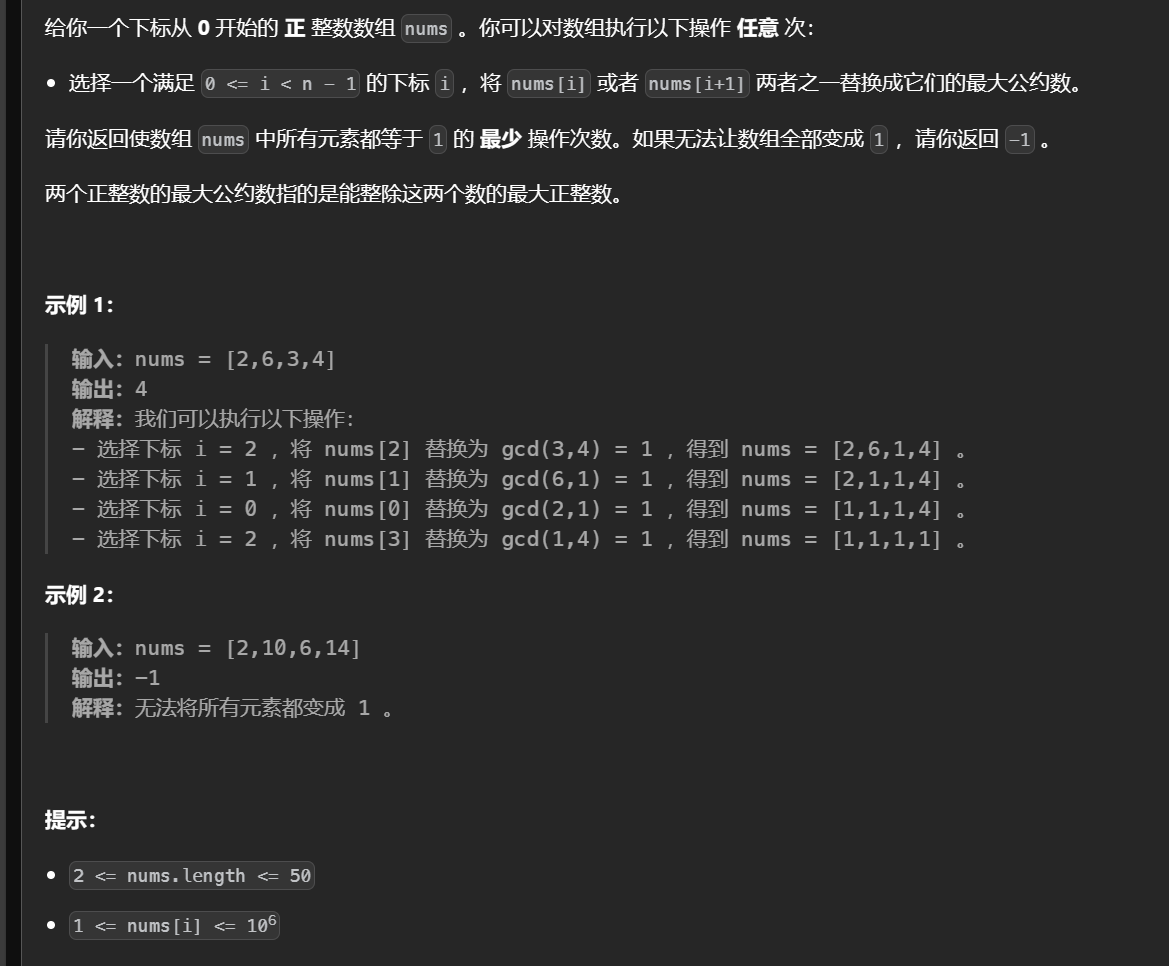 给你一个下标从 0 开始的 正 整数数组 nums 。你可以对数组执行以下操作 任意 次：
• 选择一个满足 0 <= i < n - 1 的下标 i ，将 nums[i] 或者 nums[i+1] 两者之一替换成它们的最大公约数。
请你返回使数组 nums 中所有元素都等于 1 的 最少 操作次数。如果无法让数组全部变成 1 ，请你返回 -1 。
两个正整数的最大公约数指的是能整除这两个数的最大正整数。
示例 1：
输入：nums = [2,6,3,4]
输出：4
解释：我们可以执行以下操作：
- 选择下标 i = 2 ，将 nums[2] 替换为 gcd(3,4) = 1 ，得到 nums = [2,6,1,4] 。
- 选择下标 i = 1 ，将 nums[1] 替换为 gcd(6,1) = 1 ，得到 nums = [2,1,1,4] 。
- 选择下标 i = 0 ，将 nums[0] 替换为 gcd(2,1) = 1 ，得到 nums = [1,1,1,4] 。
- 选择下标 i = 2 ，将 nums[3] 替换为 gcd(1,4) = 1 ，得到 nums = [1,1,1,1] 。
示例 2：
输入：nums = [2,10,6,14]
输出：-1
解释：无法将所有元素都变成 1 。
提示：
• 2 <= nums.length <= 50
• 1 <= nums[i] <= 10⁶